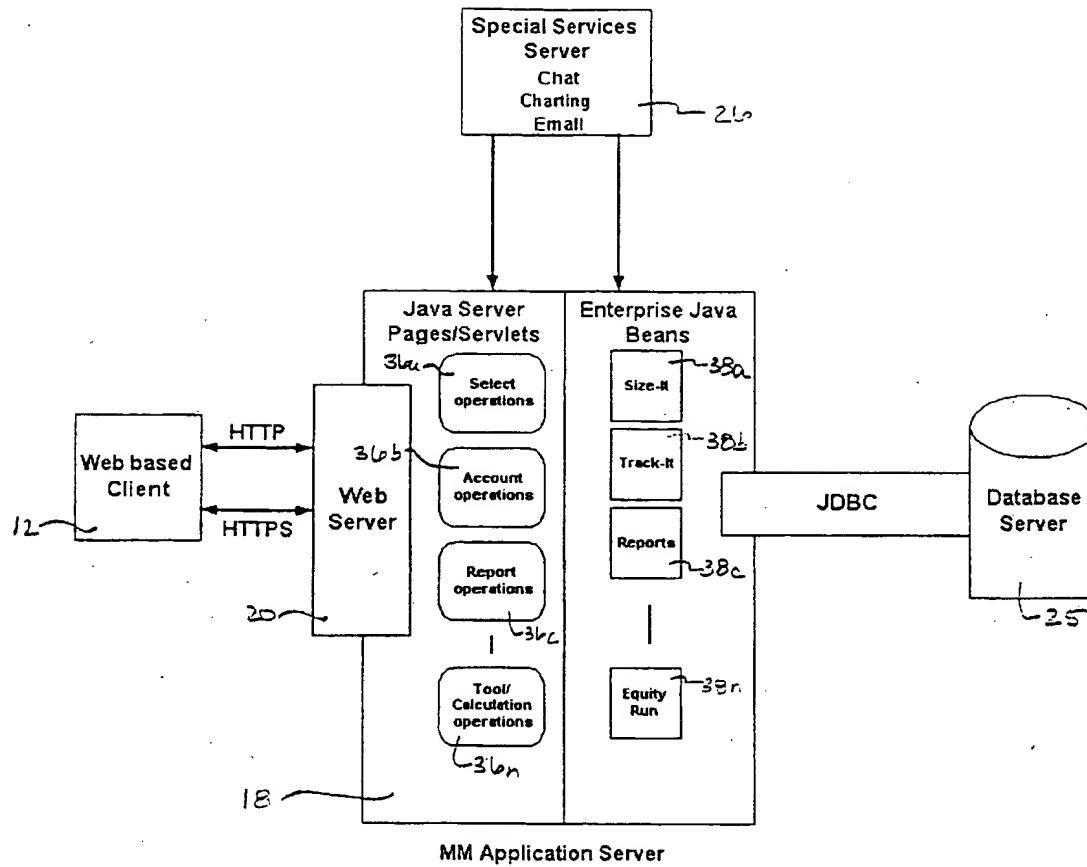 Special Services
Server
Chat
Charting
Email
26
Java Server
Pages/Servlets
Enterprise Java
Beans
36a
Select
operations
38a
Size-It
HTTP
36b
Account
operations
38b
Track-It
Web based
Client
Web
Server
JDBC
Database
Server
12
HTTPS
Report
operations
Reports
38c
20
36c
25
Tool/
Calculation
operations
38n
Equity
Run
36n
18
MM Application Server